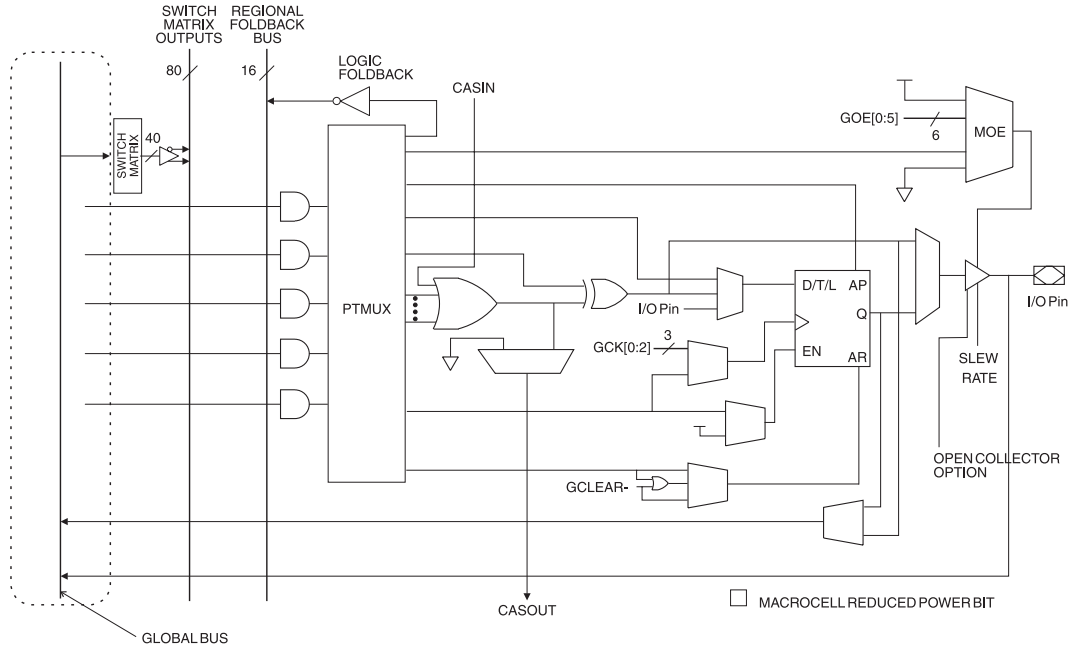 SWITCH
MATRIX
OUTPUTS
REGIONAL
FOLDBACK
BUS
80
16
LOGIC
FOLDBACK
CASIN
GOE[0:5]
6
MOE
SWITCH
MATRIX
40
PTMUX
D/T/L
AP
Q
EN
AR
I/O Pin
I/O Pin
GCK[0:2]
3
SLEW
RATE
OPEN COLLECTOR
OPTION
GCLEAR-
CASOUT
MACROCELL REDUCED POWER BIT
GLOBAL BUS